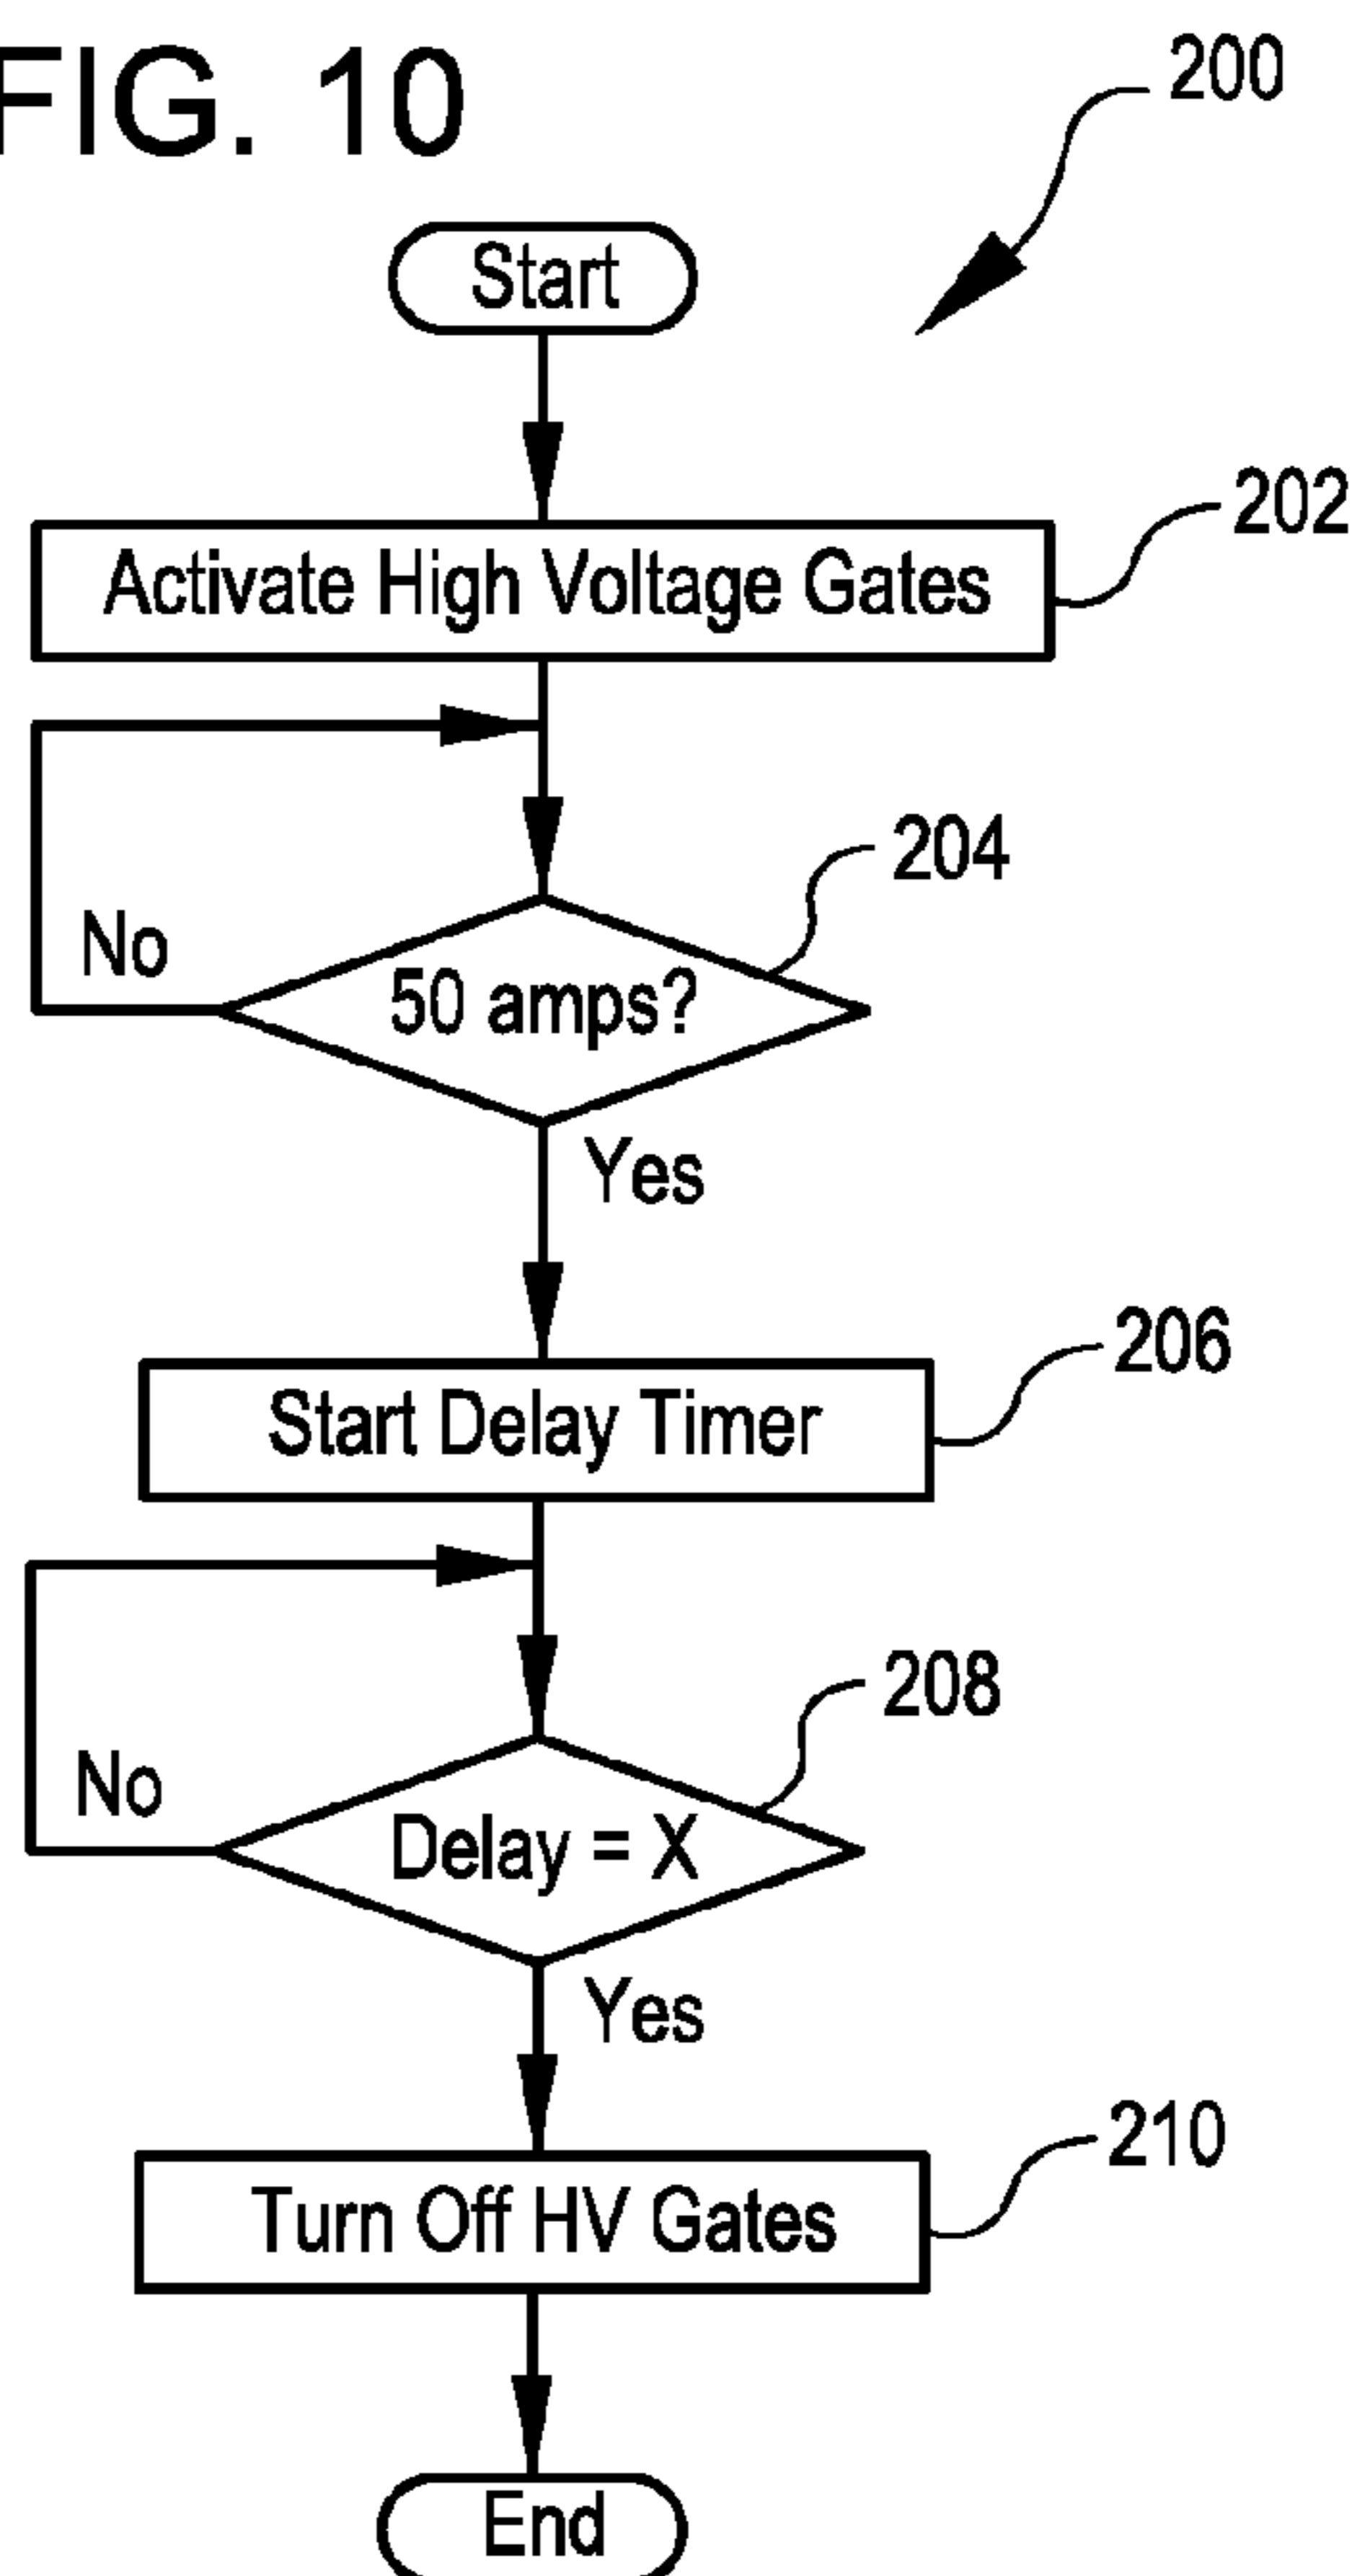 FIG. 10
200
Start
Activate High Voltage Gates
202
204
No
50 amps?
Yes
206
Start Delay Timer
208
No
Delay = X
Yes
210
Turn Off HV Gates
End